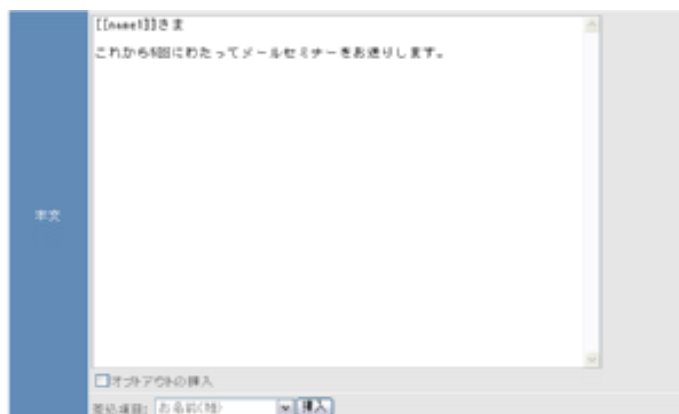 [[name1]]さま
これから5回にわたってメールセミナーをお送りします。
本文
オプトアウトの挿入
差込項目: お名前(姓) 挿入